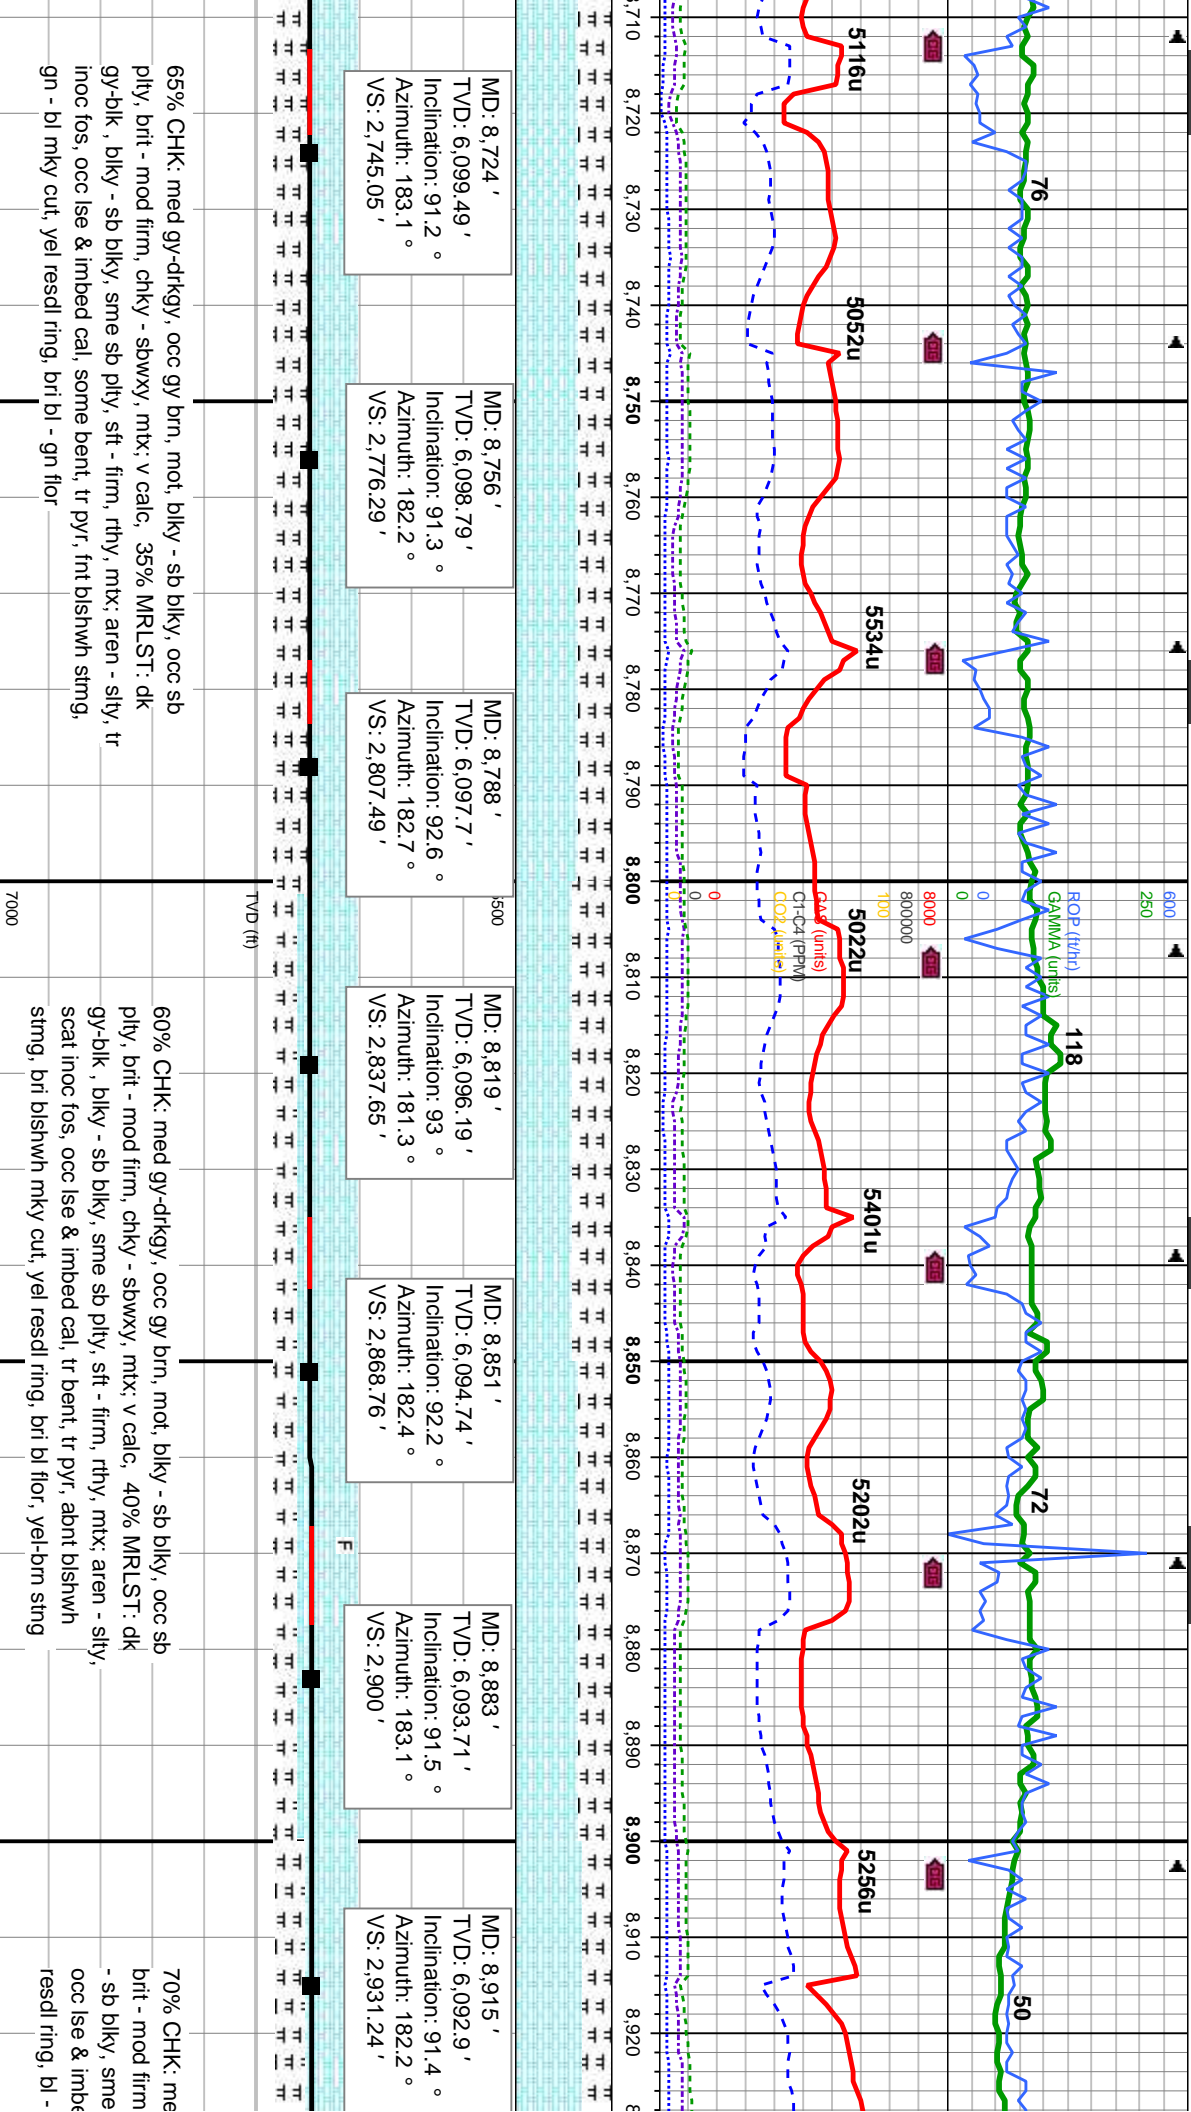 5116u
5052u
5534u
5022u
5401u
5202u
5256u
76
118
72
50
ROP (ft/hr)
GAMMA (units)
600
250
0
0
GAS (units)
C1-C4 (PPM)
CO2 (units)
8000
800000
100
0
0
0
8,710
8,720
8,730
8,740
8,750
8,760
8,770
8,780
8,790
8,800
8,810
8,820
8,830
8,840
8,850
8,860
8,870
8,880
8,890
8,900
8,910
8,920
MD: 8,724 '
TVD: 6,099.49 '
Inclination: 91.2 °
Azimuth: 183.1 °
VS: 2,745.05 '
MD: 8,756 '
TVD: 6,098.79 '
Inclination: 91.3 °
Azimuth: 182.2 °
VS: 2,776.29 '
MD: 8,788 '
TVD: 6,097.7 '
Inclination: 92.6 °
Azimuth: 182.7 °
VS: 2,807.49 '
MD: 8,819 '
TVD: 6,096.19 '
Inclination: 93 °
Azimuth: 181.3 °
VS: 2,837.65 '
MD: 8,851 '
TVD: 6,094.74 '
Inclination: 92.2 °
Azimuth: 182.4 °
VS: 2,868.76 '
MD: 8,883 '
TVD: 6,093.71 '
Inclination: 91.5 °
Azimuth: 183.1 °
VS: 2,900 '
MD: 8,915 '
TVD: 6,092.9 '
Inclination: 91.4 °
Azimuth: 182.2 °
VS: 2,931.24 '
F
TVD (ft)
7000
65% CHK: med gy-drkgy, occ gy brn, mot, blky - sb blky, occ sb
plty, brit - mod firm, chky - sbwxy, mtx; v calc, 35% MRLST: dk
gy-blk , blky - sb blky, sme sb plty, sft - firm, rthy, mtx; aren - slty, tr
inoc fos, occ lse & imbed cal, some bent, tr pyr, fnt blshwh stmg,
gn - bl mky cut, yel resdl ring, bri bl - gn flor
60% CHK: med gy-drkgy, occ gy brn, mot, blky - sb blky, occ sb
plty, brit - mod firm, chky - sbwxy, mtx; v calc, 40% MRLST: dk
gy-blk , blky - sb blky, sme sb plty, sft - firm, rthy, mtx; aren - slty,
scat inoc fos, occ lse & imbed cal, tr bent, tr pyr, abnt blshwh
stmg, bri blshwh mky cut, yel resdl ring, bri bl flor, yel-brn stng
70% CHK: me
brit - mod firm
- sb blky, sme
occ lse & imbe
resdl ring, bl -